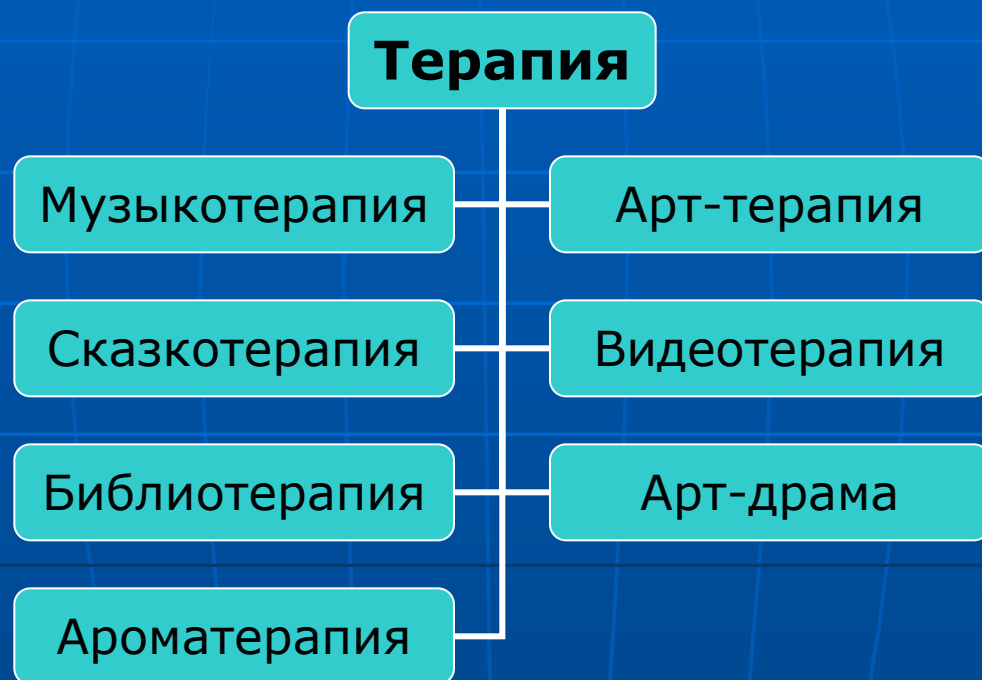 Терапия
Музыкотерапия
Арт-терапия
Сказкотерапия
Видеотерапия
Библиотерапия
Арт-драма
Ароматерапия